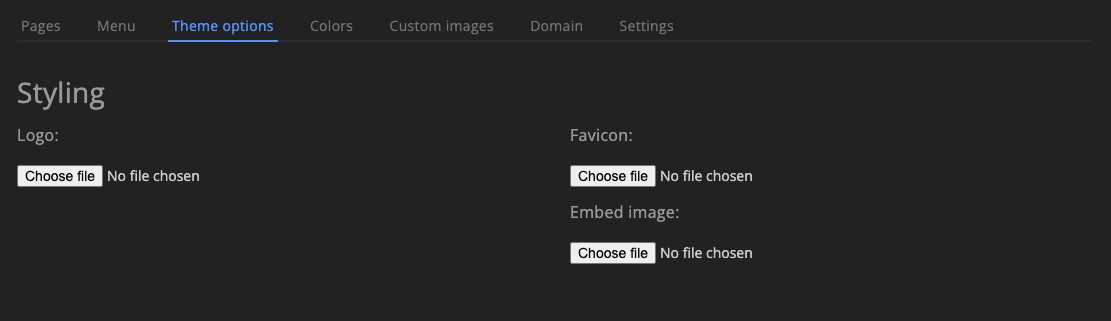 Pages Menu Theme options Colors Custom images Domain Settings
Styling
Logo:
Choose file No file chosen
Favicon:
Choose file No file chosen
Embed image:
Choose file No file chosen